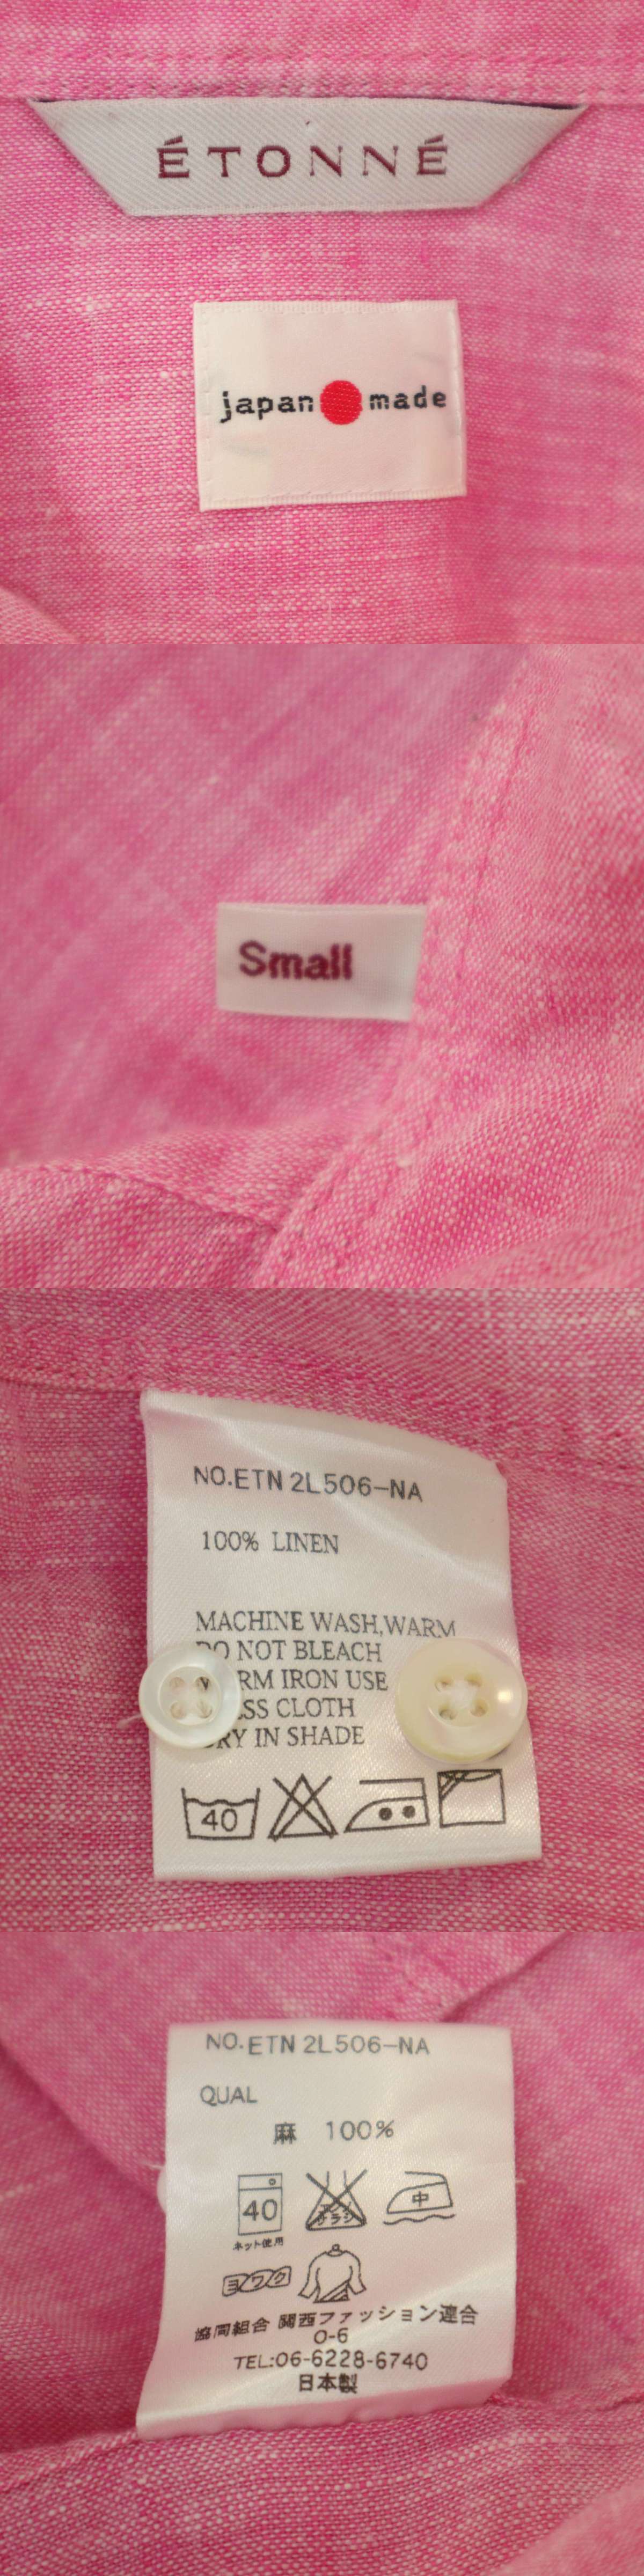 ÉTONNÉ
japan made
Small
NO.ETN 2L506-NA
100% LINEN
MACHINE WASH,WARM
DO NOT BLEACH
WARM IRON USE
CLOTH
DRY IN SHADE
40
NO.ETN 2L506-NA
QUAL
麻 100%
40
中
ネット使用
ヨワク
協同組合 関西ファッション連合
O-6
TEL:06-6228-6740
日本製